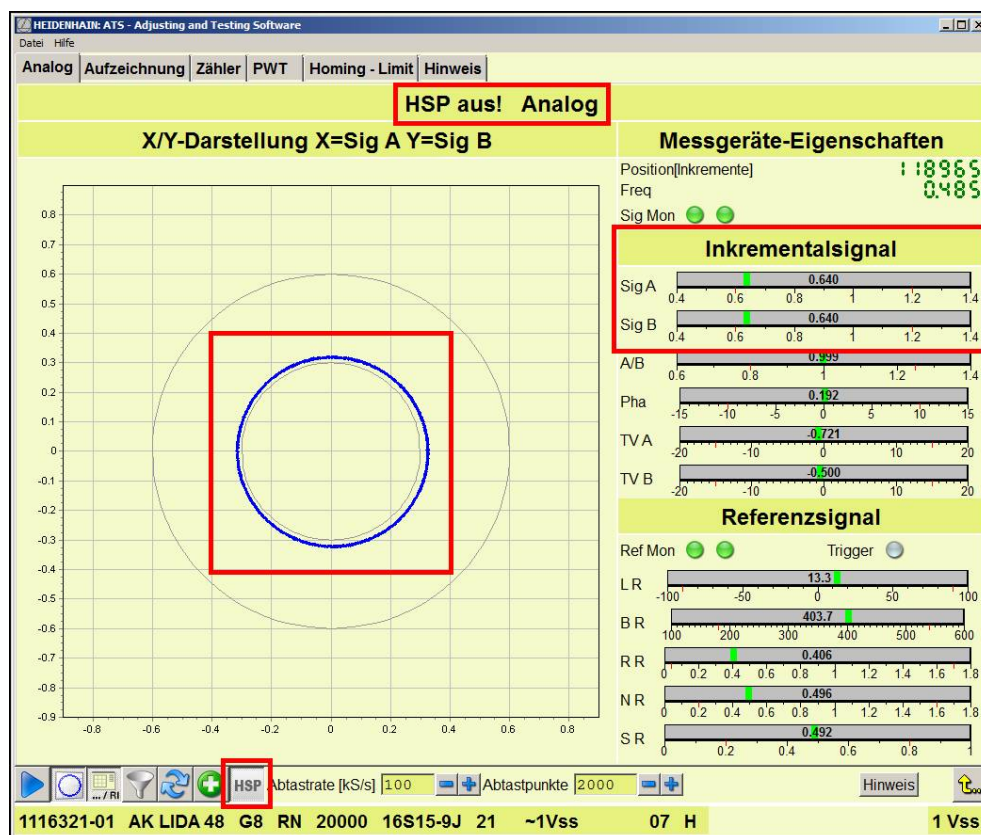 HEIDENHAIN: ATS - Adjusting and Testing Software
Datei Hilfe
Analog Aufzeichnung Zähler PWT Homing - Limit Hinweis
HSP aus! Analog
X/Y-Darstellung X=Sig A Y=Sig B
0.8
0.7
0.6
0.5
0.4
0.3
0.2
0.1
0
-0.1
-0.2
-0.3
-0.4
-0.5
-0.6
-0.7
-0.8
-0.9
-0.8 -0.6 -0.4 -0.2 0 0.2 0.4 0.6 0.8
Messgeräte-Eigenschaften
Position[Inkremente] 118965
Freq 0.485
Sig Mon
Inkrementalsignal
Sig A 0.640
0.4 0.6 0.8 1 1.2 1.4
Sig B 0.640
0.4 0.6 0.8 1 1.2 1.4
A/B 0.999
0.6 0.8 1 1.2 1.4
Pha 0.192
-15 -10 -5 0 5 10 15
TV A -0.721
-20 -10 0 10 20
TV B -0.500
-20 -10 0 10 20
Referenzsignal
Ref Mon Trigger
L R 13.3
-100 -50 0 50 100
B R 403.7
100 200 300 400 500 600
R R 0.406
0 0.2 0.4 0.6 0.8 1 1.2 1.4 1.6 1.8
N R 0.496
0 0.2 0.4 0.6 0.8 1 1.2 1.4 1.6 1.8
S R 0.492
0 0.2 0.4 0.6 0.8 1
... / RI HSP Abtastrate [kS/s] 100 Abtastpunkte 2000 Hinweis
1116321-01 AK LIDA 48 G8 RN 20000 16S15-9J 21 ~1Vss 07 H 1 Vss